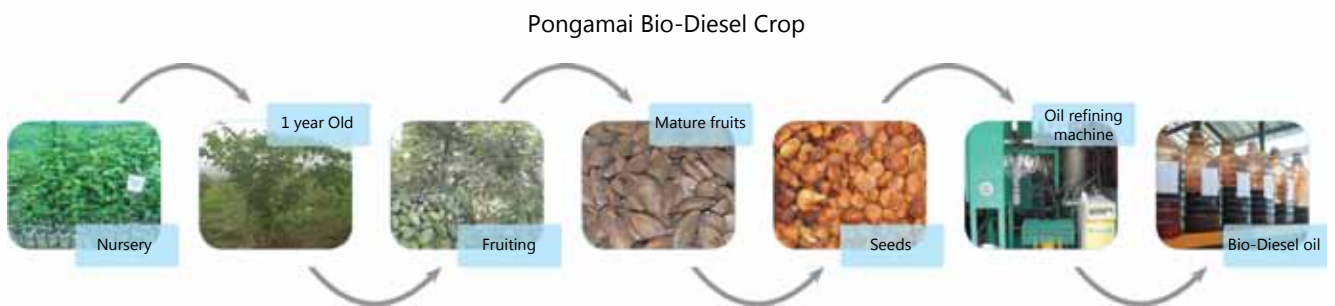 Pongamai Bio-Diesel Crop
Nursery
1 year Old
Fruiting
Mature fruits
Seeds
Oil refining
machine
Bio-Diesel oil